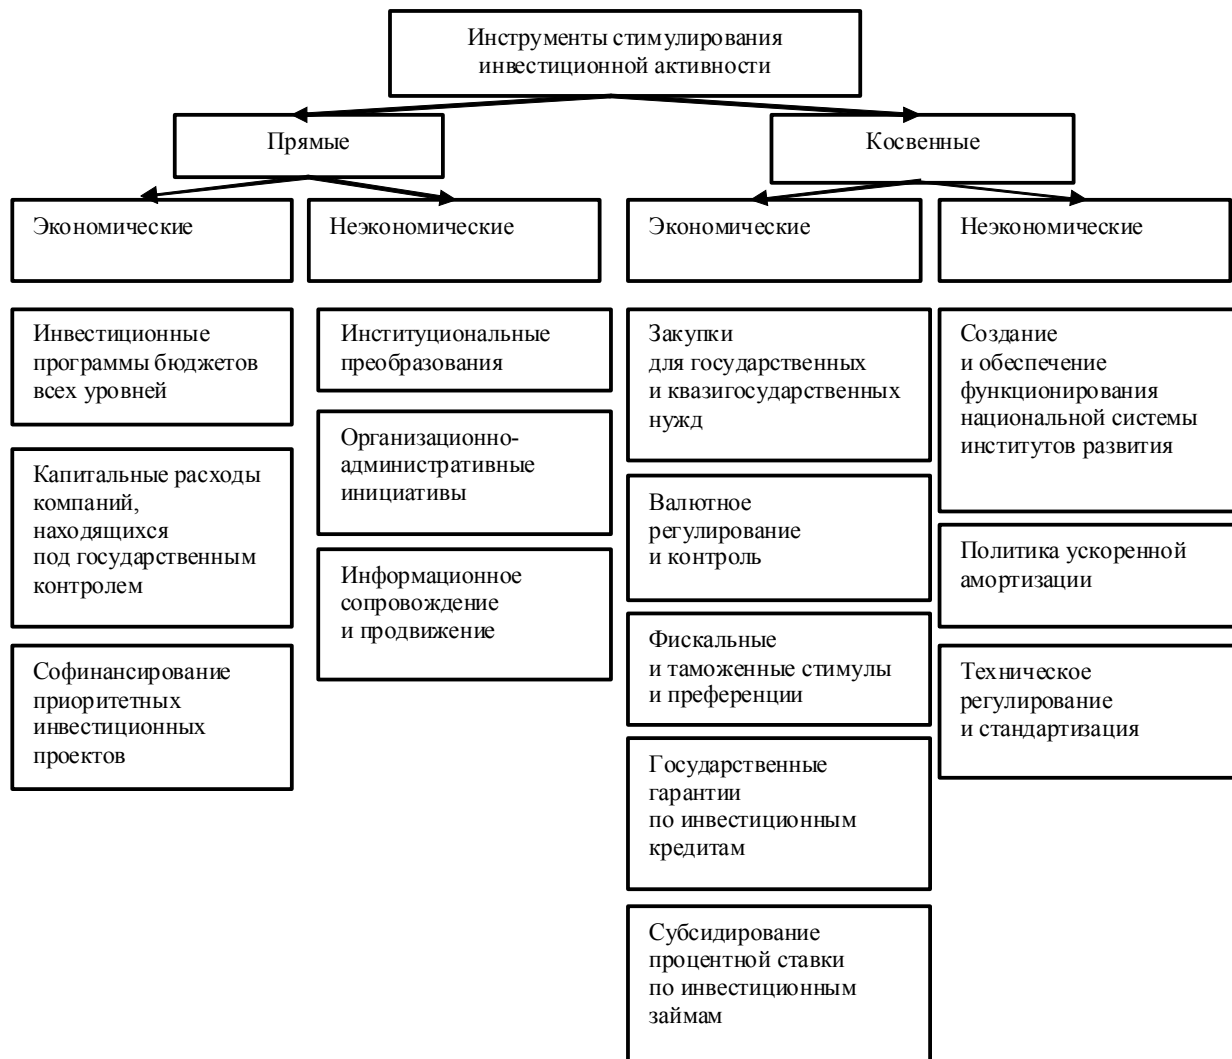 Инструменты стимулирования
инвестиционной активности
Прямые
Косвенные
Экономические
Неэкономические
Экономические
Неэкономические
Инвестиционные
программы бюджетов
всех уровней
Капитальные расходы
компаний,
находящихся
под государственным
контролем
Софинансирование
приоритетных
инвестиционных
проектов
Институциональные
преобразования
Организационно-
административные
инициативы
Информационное
сопровождение
и продвижение
Закупки
для государственных
и квазигосударственных
нужд
Валютное
регулирование
и контроль
Фискальные
и таможенные стимулы
и преференции
Государственные
гарантии
по инвестиционным
кредитам
Субсидирование
процентной ставки
по инвестиционным
займам
Создание
и обеспечение
функционирования
национальной системы
институтов развития
Политика ускоренной
амортизации
Техническое
регулирование
и стандартизация